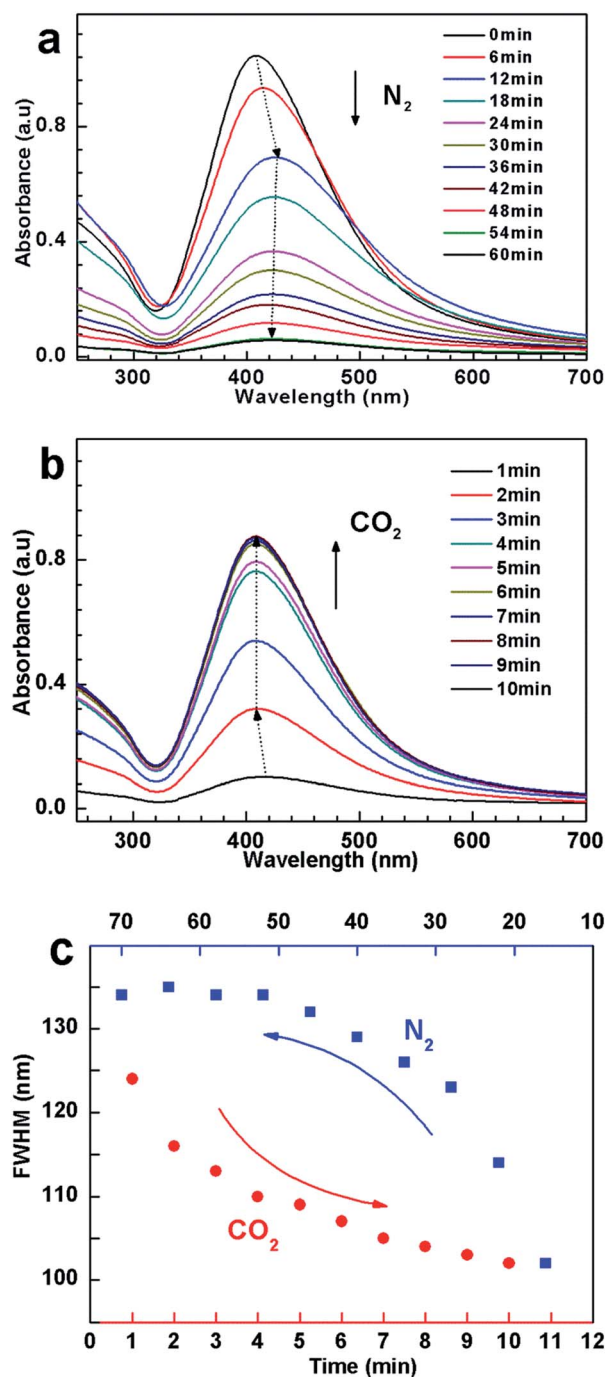 a
0min
6min
12min
18min
24min
30min
36min
42min
48min
54min
60min
N2
0.8
0.4
0.0
Absorbance (a.u)
300 400 500 600 700
Wavelength (nm)
b
1min
2min
3min
4min
5min
6min
7min
8min
9min
10min
CO2
0.8
0.4
0.0
Absorbance (a.u)
300 400 500 600 700
Wavelength (nm)
70 60 50 40 30 20 10
c
N2
CO2
130
120
110
100
FWHM (nm)
0 1 2 3 4 5 6 7 8 9 10 11 12
Time (min)